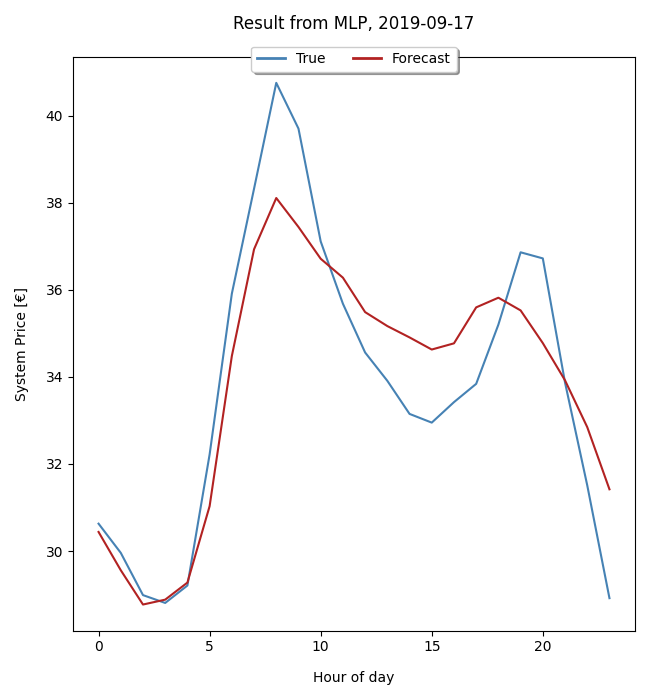 Result from MLP, 2019-09-17
True Forecast
40
38
36
34
32
30
System Price [€]
0 5 10 15 20
Hour of day